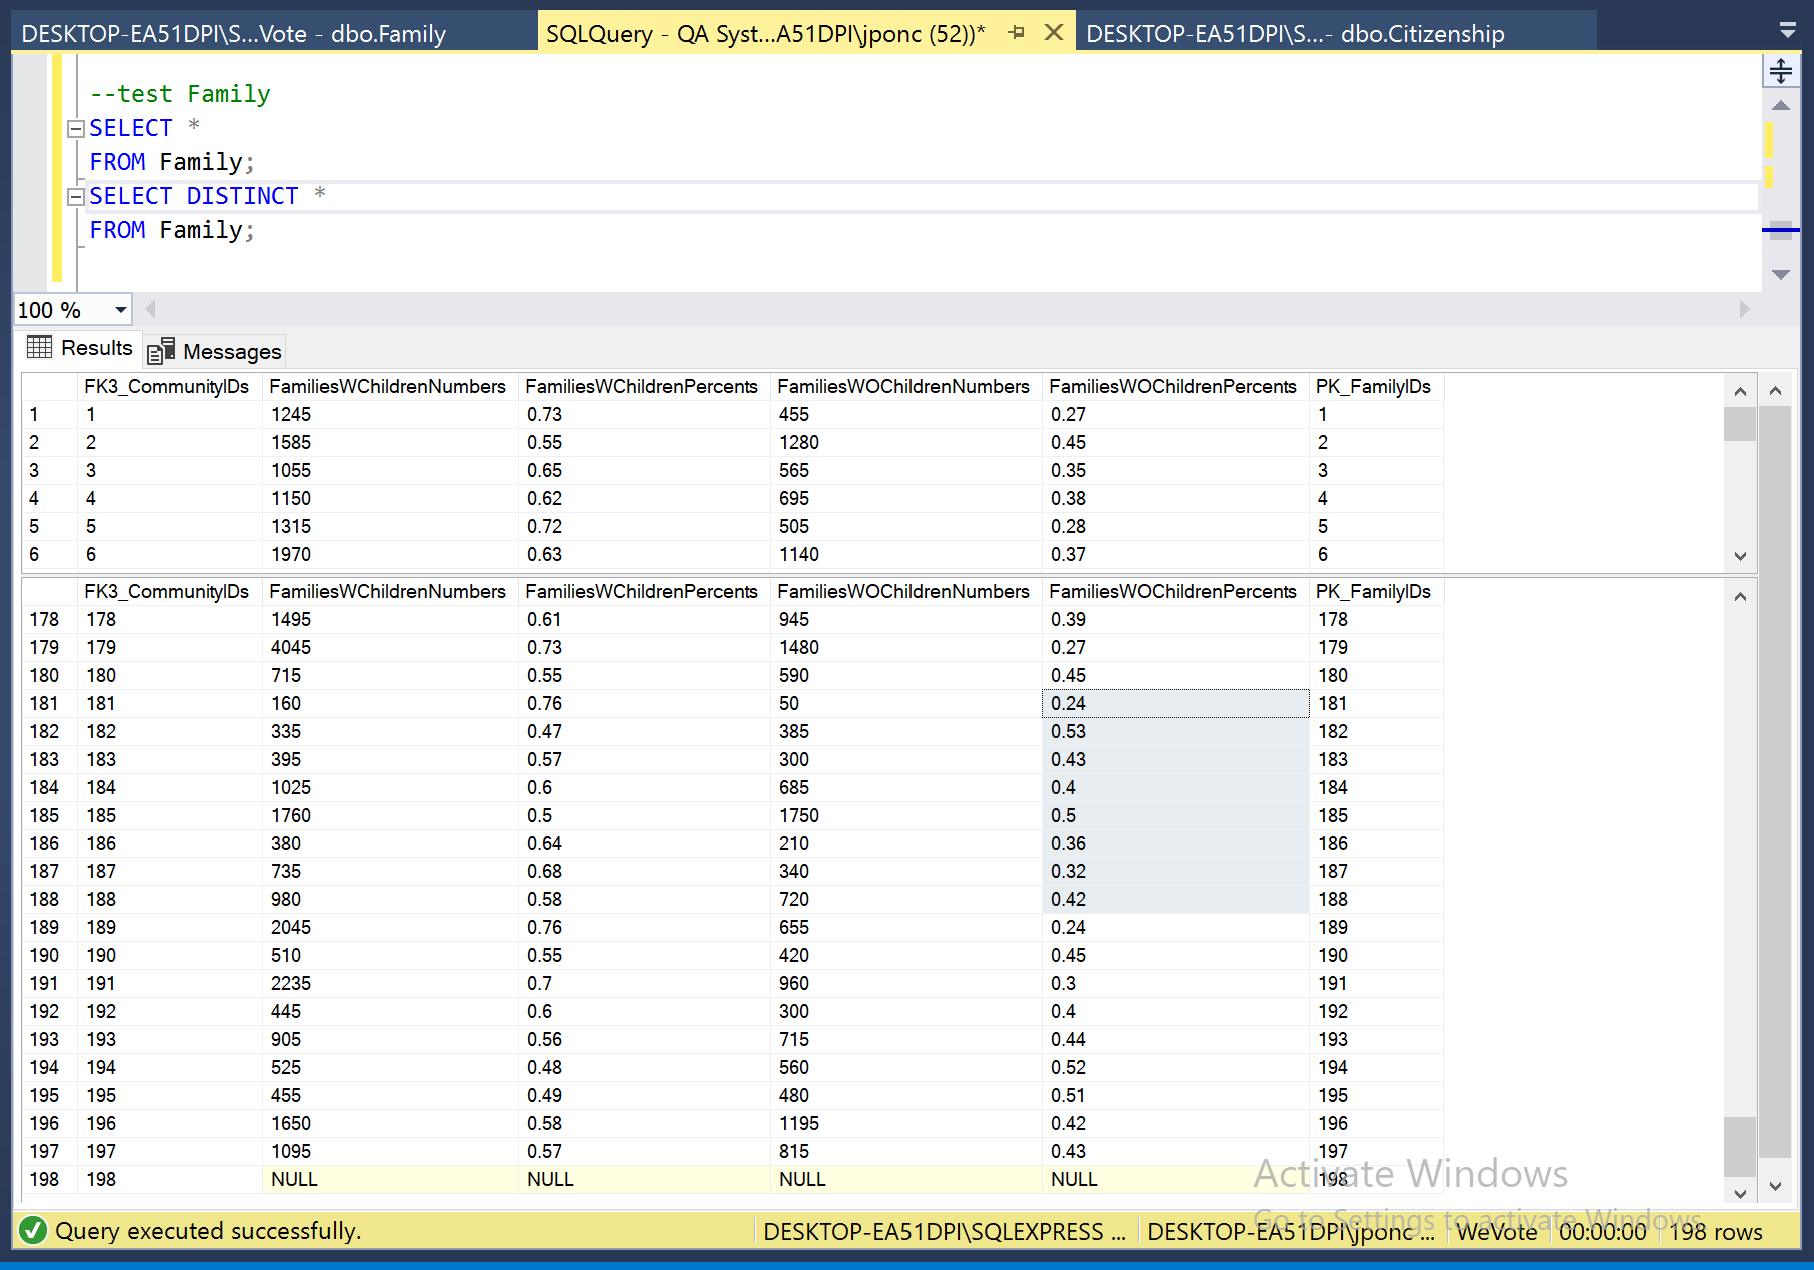 DESKTOP-EA51DPI\S...Vote - dbo.Family SQLQuery - QA Syst...A51DPI\jponc (52))* DESKTOP-EA51DPI\S...- dbo.Citizenship
--test Family
SELECT *
FROM Family;
SELECT DISTINCT *
FROM Family;
100 %
Results Messages
FK3_CommunityIDs FamiliesWChildrenNumbers FamiliesWChildrenPercents FamiliesWOChildrenNumbers FamiliesWOChildrenPercents PK_FamilyIDs
1 1 1245 0.73 455 0.27 1
2 2 1585 0.55 1280 0.45 2
3 3 1055 0.65 565 0.35 3
4 4 1150 0.62 695 0.38 4
5 5 1315 0.72 505 0.28 5
6 6 1970 0.63 1140 0.37 6
FK3_CommunityIDs FamiliesWChildrenNumbers FamiliesWChildrenPercents FamiliesWOChildrenNumbers FamiliesWOChildrenPercents PK_FamilyIDs
178 178 1495 0.61 945 0.39 178
179 179 4045 0.73 1480 0.27 179
180 180 715 0.55 590 0.45 180
181 181 160 0.76 50 0.24 181
182 182 335 0.47 385 0.53 182
183 183 395 0.57 300 0.43 183
184 184 1025 0.6 685 0.4 184
185 185 1760 0.5 1750 0.5 185
186 186 380 0.64 210 0.36 186
187 187 735 0.68 340 0.32 187
188 188 980 0.58 720 0.42 188
189 189 2045 0.76 655 0.24 189
190 190 510 0.55 420 0.45 190
191 191 2235 0.7 960 0.3 191
192 192 445 0.6 300 0.4 192
193 193 905 0.56 715 0.44 193
194 194 525 0.48 560 0.52 194
195 195 455 0.49 480 0.51 195
196 196 1650 0.58 1195 0.42 196
197 197 1095 0.57 815 0.43 197
198 198 NULL NULL NULL NULL 198
Activate Windows
Go to Settings to activate Windows.
Query executed successfully. DESKTOP-EA51DPI\SQLEXPRESS ... DESKTOP-EA51DPI\jponc ... WeVote 00:00:00 198 rows